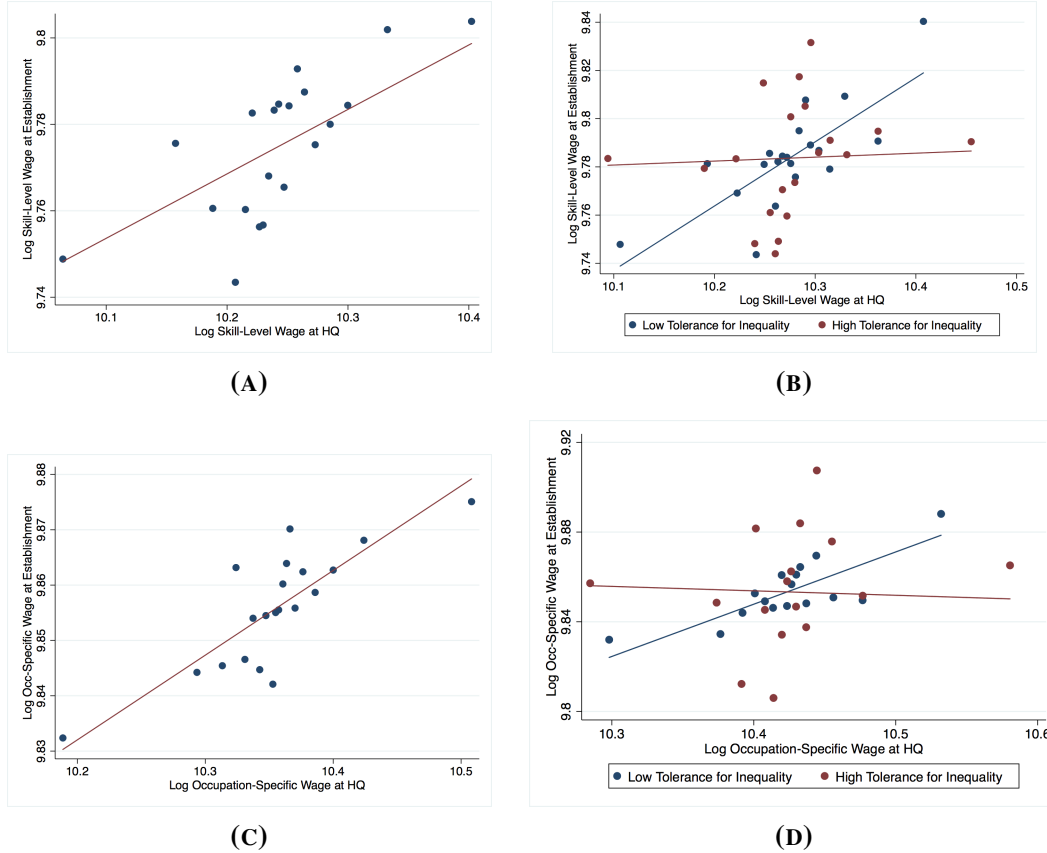 Log Skill-Level Wage at Establishment
9.8
9.78
9.76
9.74
10.1 10.2 10.3 10.4
Log Skill-Level Wage at HQ
(A)
Log Skill-Level Wage at Establishment
9.84
9.82
9.8
9.78
9.76
9.74
10.1 10.2 10.3 10.4 10.5
Log Skill-Level Wage at HQ
Low Tolerance for Inequality High Tolerance for Inequality
(B)
Log Occ-Specific Wage at Establishment
9.88
9.87
9.86
9.85
9.84
9.83
10.2 10.3 10.4 10.5
Log Occupation-Specific Wage at HQ
(C)
Log Occ-Specific Wage at Establishment
9.92
9.88
9.84
9.8
10.3 10.4 10.5 10.6
Log Occupation-Specific Wage at HQ
Low Tolerance for Inequality High Tolerance for Inequality
(D)